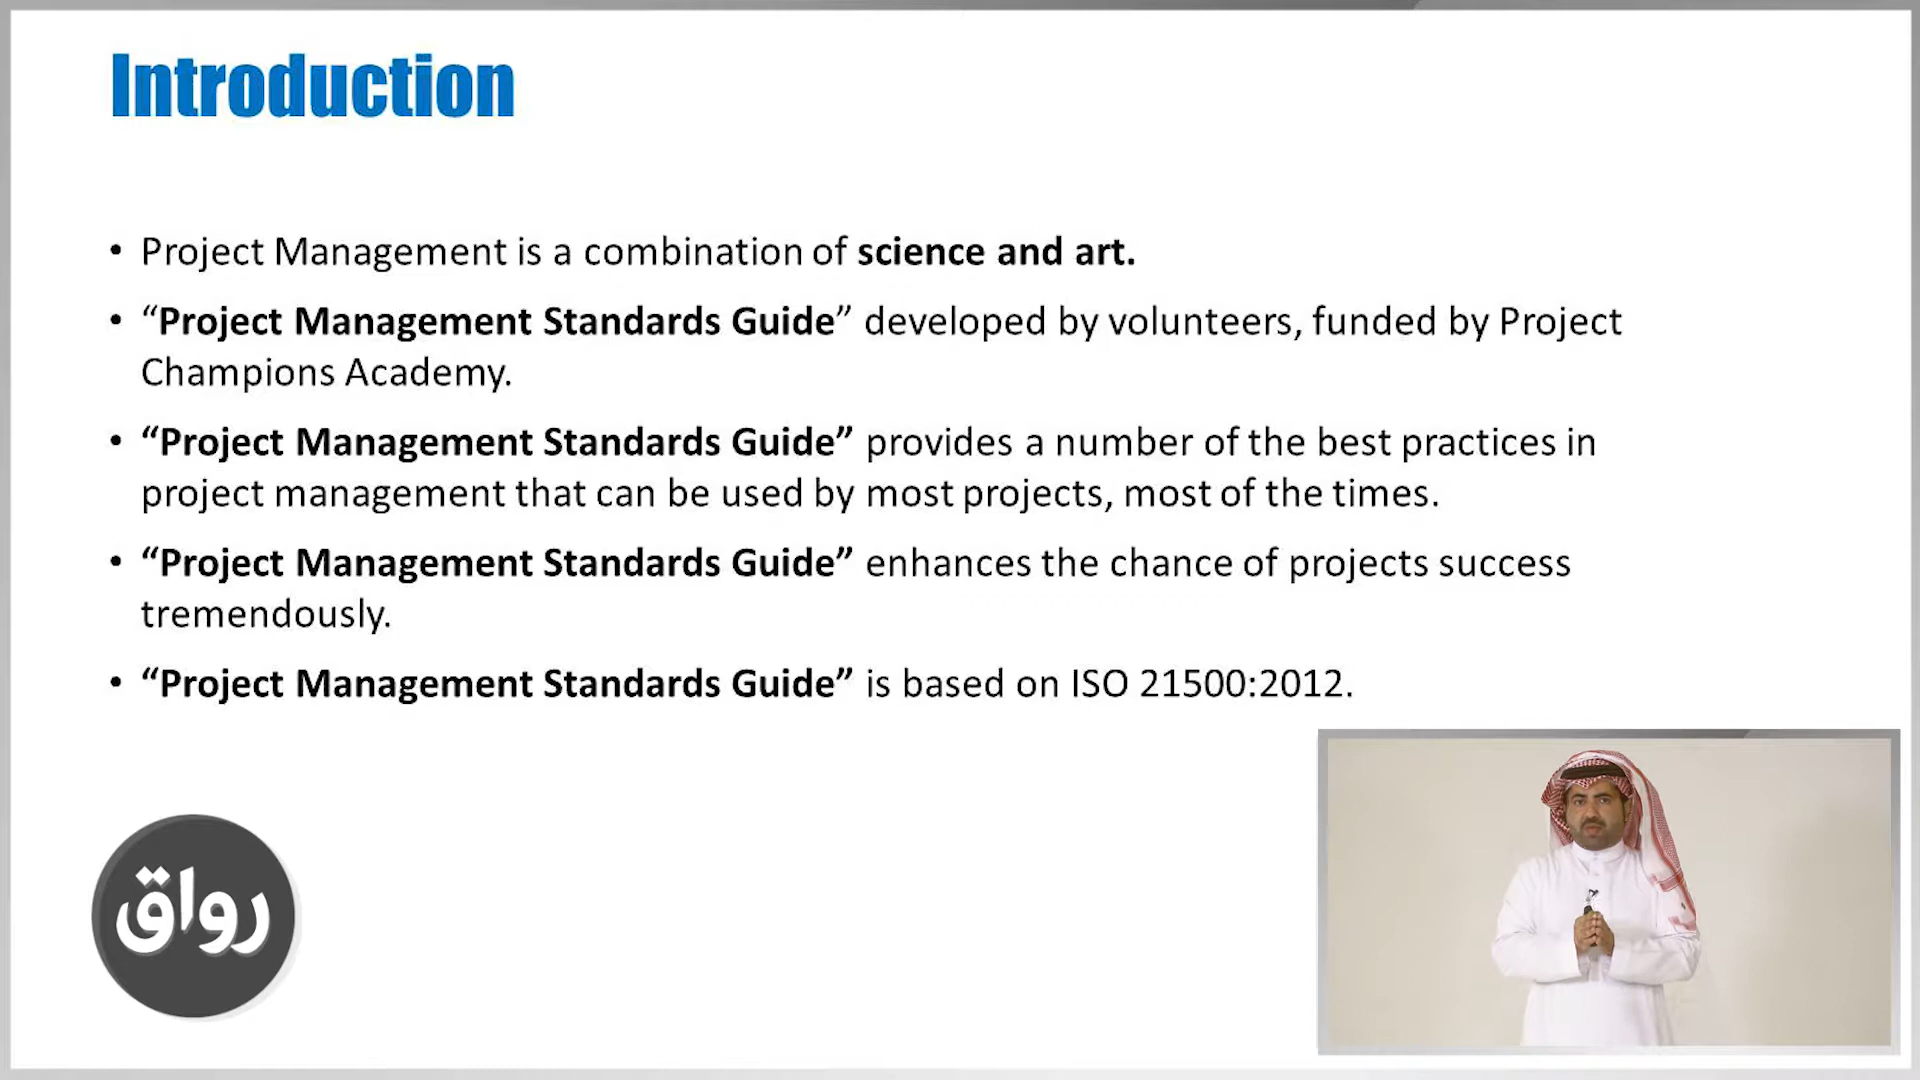 Introduction
• Project Management is a combination of science and art.
• “Project Management Standards Guide” developed by volunteers, funded by Project
Champions Academy.
• “Project Management Standards Guide” provides a number of the best practices in
project management that can be used by most projects, most of the times.
• “Project Management Standards Guide” enhances the chance of projects success
tremendously.
• “Project Management Standards Guide” is based on ISO 21500:2012.
رواق